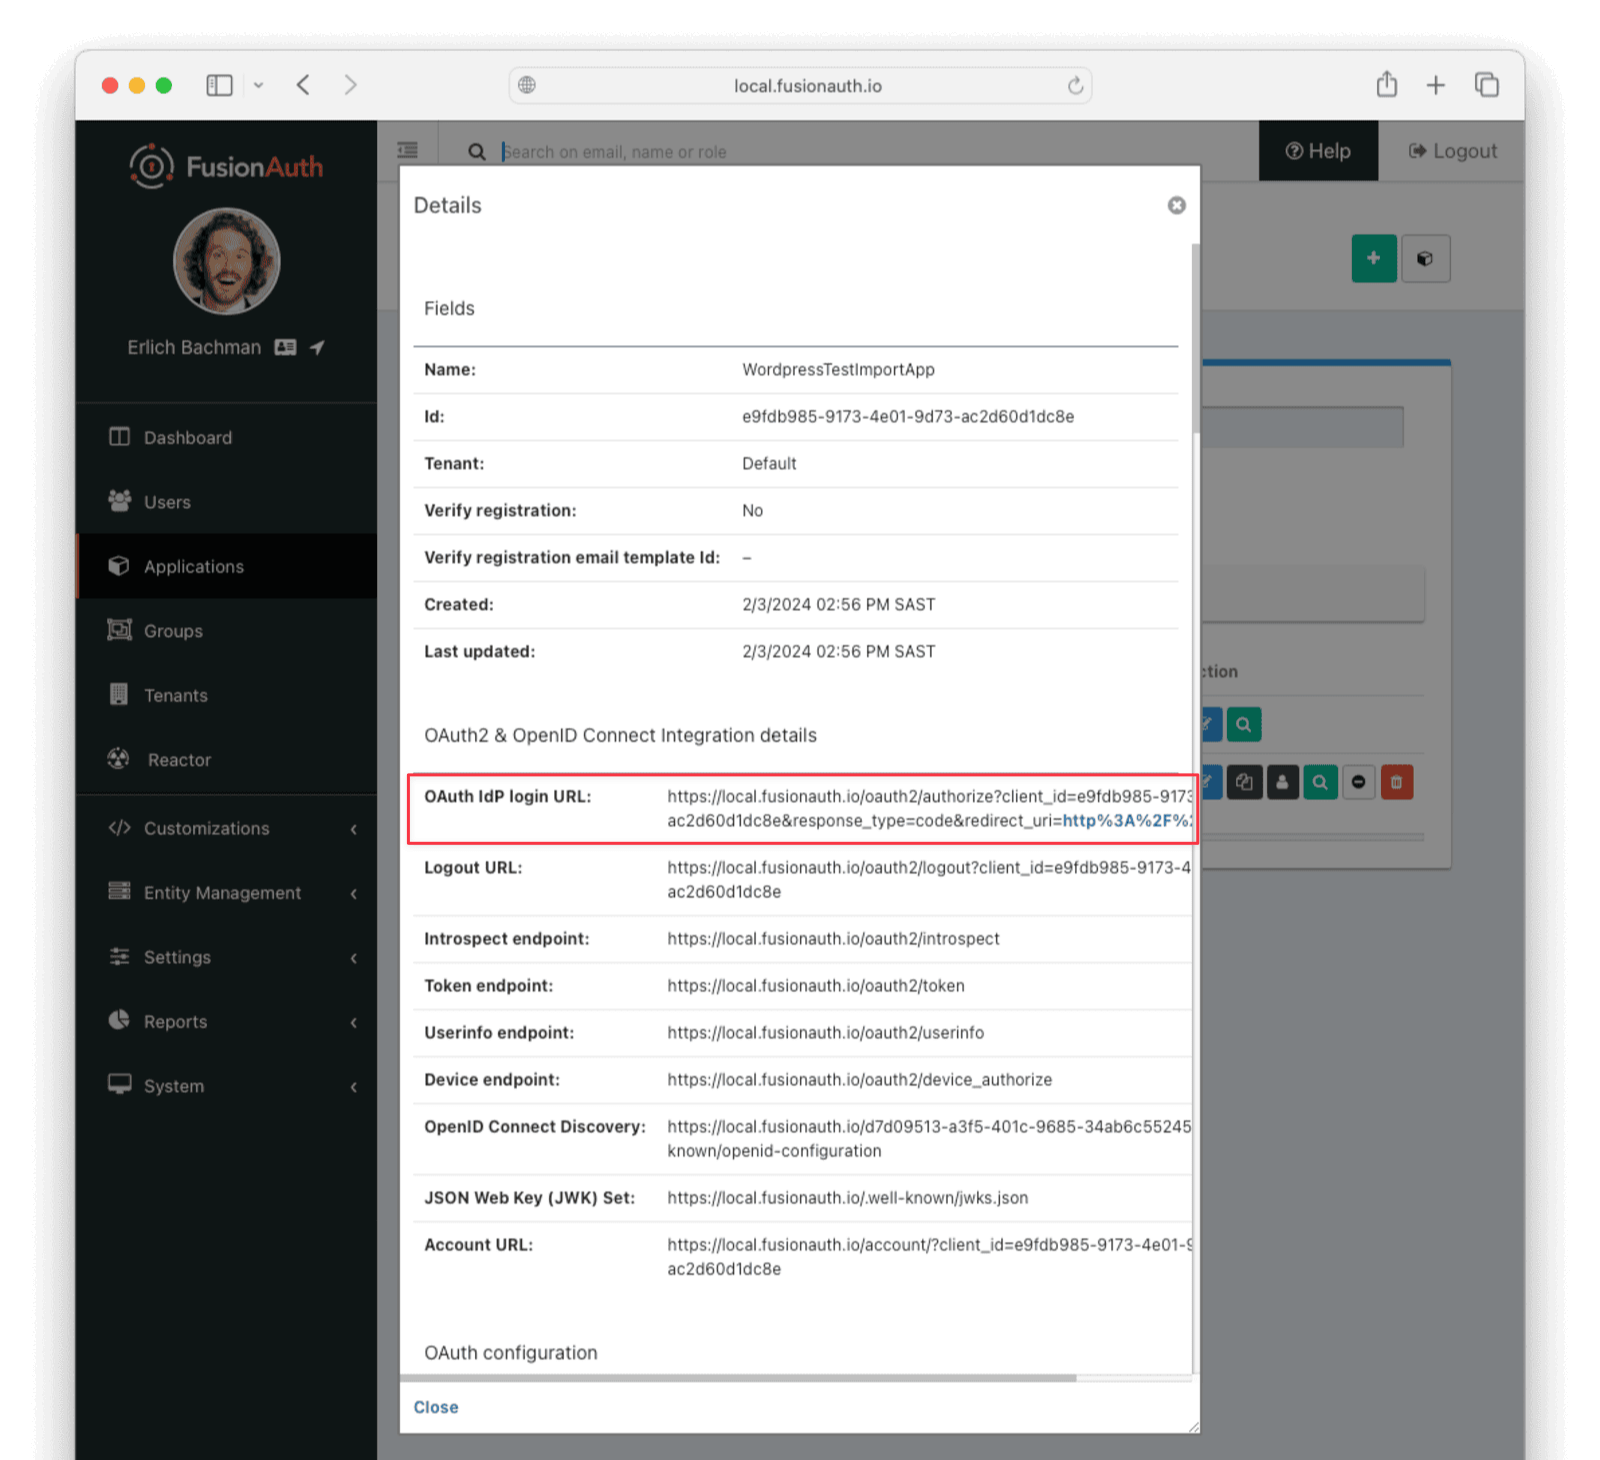 local.fusionauth.io
FusionAuth
Search on email, name or role
Help
Logout
Erlich Bachman
Dashboard
Users
Applications
Groups
Tenants
Reactor
Customizations
Entity Management
Settings
Reports
System
Details
Fields
Name: WordpressTestImportApp
Id: e9fdb985-9173-4e01-9d73-ac2d60d1dc8e
Tenant: Default
Verify registration: No
Verify registration email template Id: –
Created: 2/3/2024 02:56 PM SAST
Last updated: 2/3/2024 02:56 PM SAST
OAuth2 & OpenID Connect Integration details
OAuth IdP login URL: https://local.fusionauth.io/oauth2/authorize?client_id=e9fdb985-9173
ac2d60d1dc8e&response_type=code&redirect_uri=http%3A%2F%
Logout URL: https://local.fusionauth.io/oauth2/logout?client_id=e9fdb985-9173-4
ac2d60d1dc8e
Introspect endpoint: https://local.fusionauth.io/oauth2/introspect
Token endpoint: https://local.fusionauth.io/oauth2/token
Userinfo endpoint: https://local.fusionauth.io/oauth2/userinfo
Device endpoint: https://local.fusionauth.io/oauth2/device_authorize
OpenID Connect Discovery: https://local.fusionauth.io/d7d09513-a3f5-401c-9685-34ab6c55245
known/openid-configuration
JSON Web Key (JWK) Set: https://local.fusionauth.io/.well-known/jwks.json
Account URL: https://local.fusionauth.io/account/?client_id=e9fdb985-9173-4e01-9
ac2d60d1dc8e
OAuth configuration
Close
ction